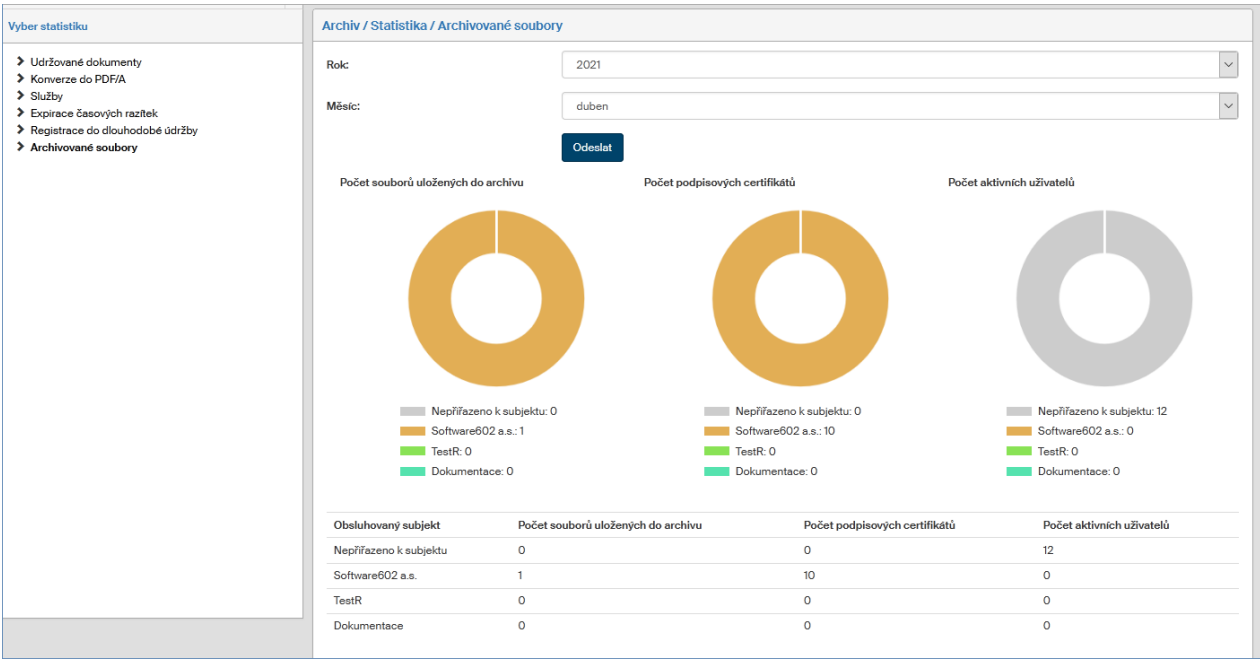 Vyber statistiku
Udržované dokumenty
Konverze do PDF/A
Služby
Expirace časových razítek
Registrace do dlouhodobé údržby
Archivované soubory
Archiv / Statistika / Archivované soubory
Rok: 2021
Měsíc: duben
Odeslat
Počet souborů uložených do archivu
Nepřiřazeno k subjektu: 0
Software602 a.s.: 1
TestR: 0
Dokumentace: 0
Počet podpisových certifikátů
Nepřiřazeno k subjektu: 0
Software602 a.s.: 10
TestR: 0
Dokumentace: 0
Počet aktivních uživatelů
Nepřiřazeno k subjektu: 12
Software602 a.s.: 0
TestR: 0
Dokumentace: 0
Obsluhovaný subjekt Počet souborů uložených do archivu Počet podpisových certifikátů Počet aktivních uživatelů
Nepřiřazeno k subjektu 0 0 12
Software602 a.s. 1 10 0
TestR 0 0 0
Dokumentace 0 0 0